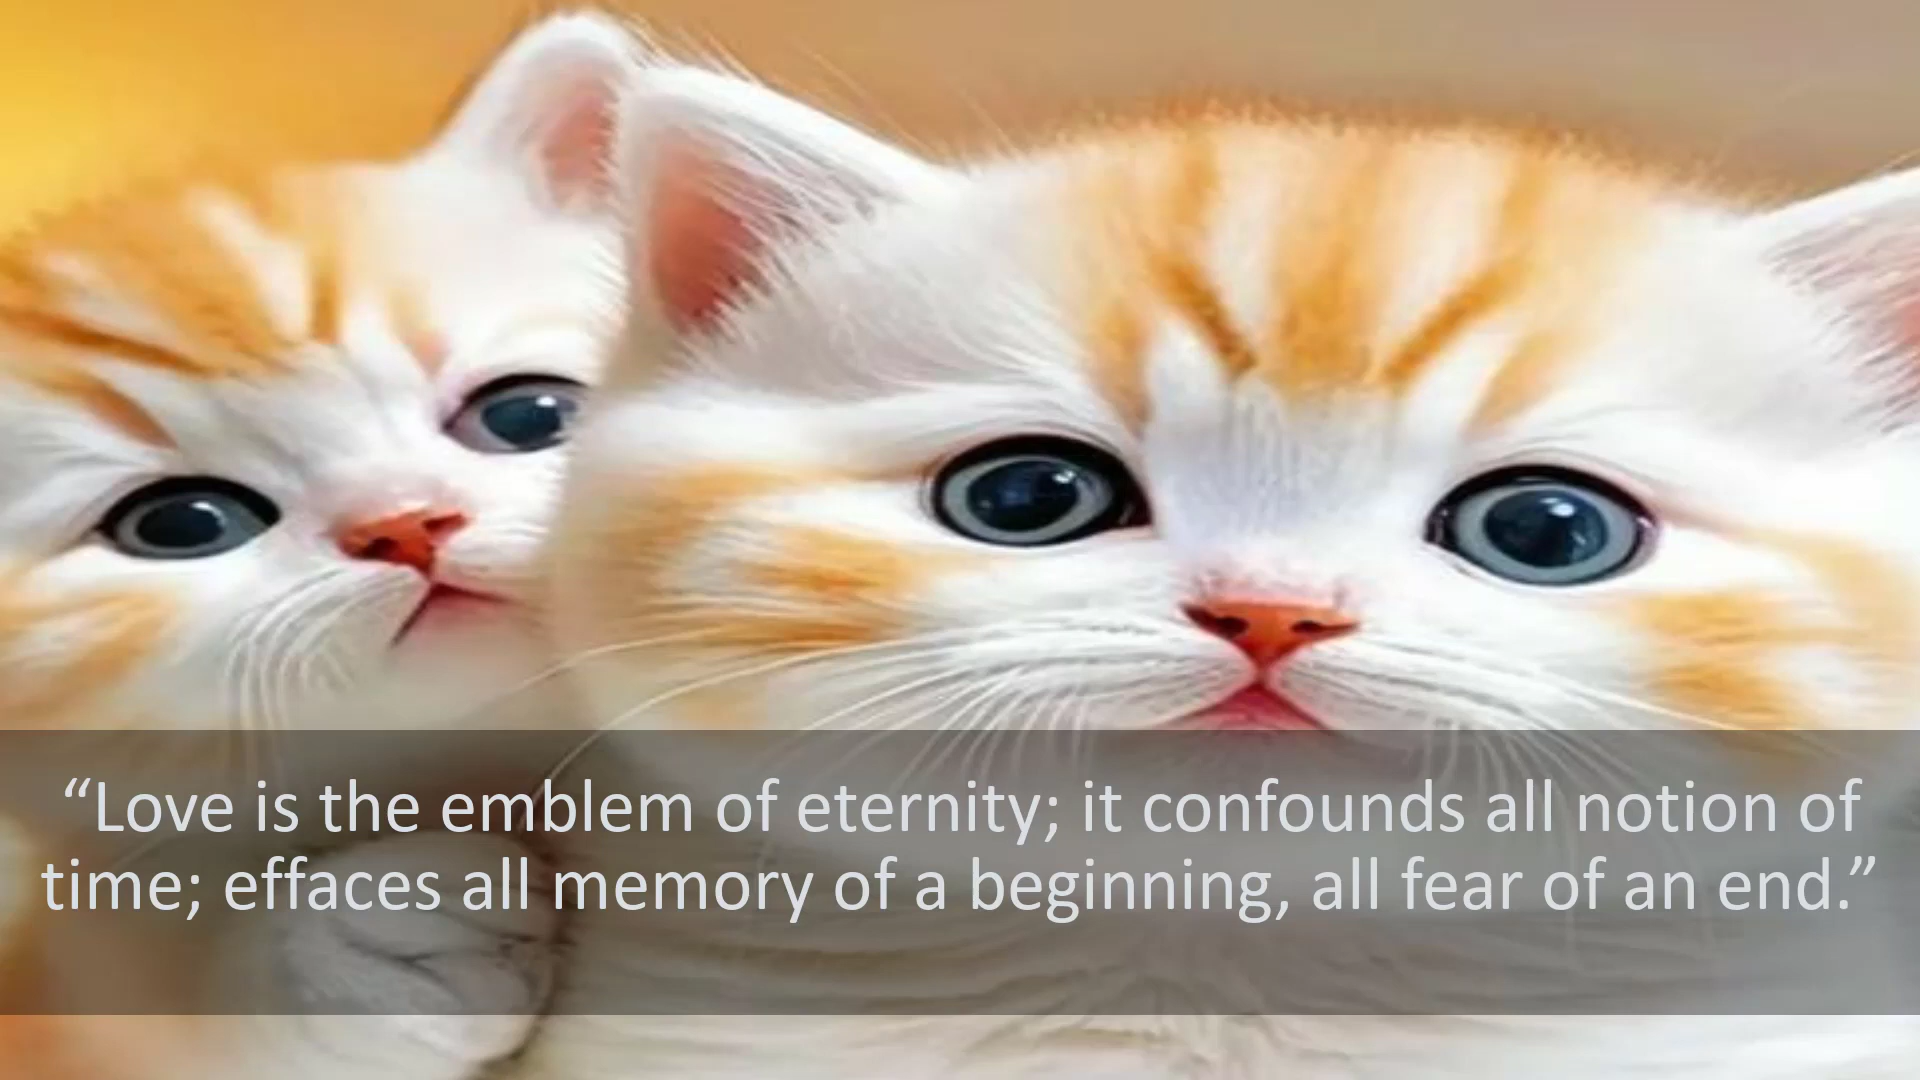 “Love is the emblem of eternity; it confounds all notion of
time; effaces all memory of a beginning, all fear of an end.”